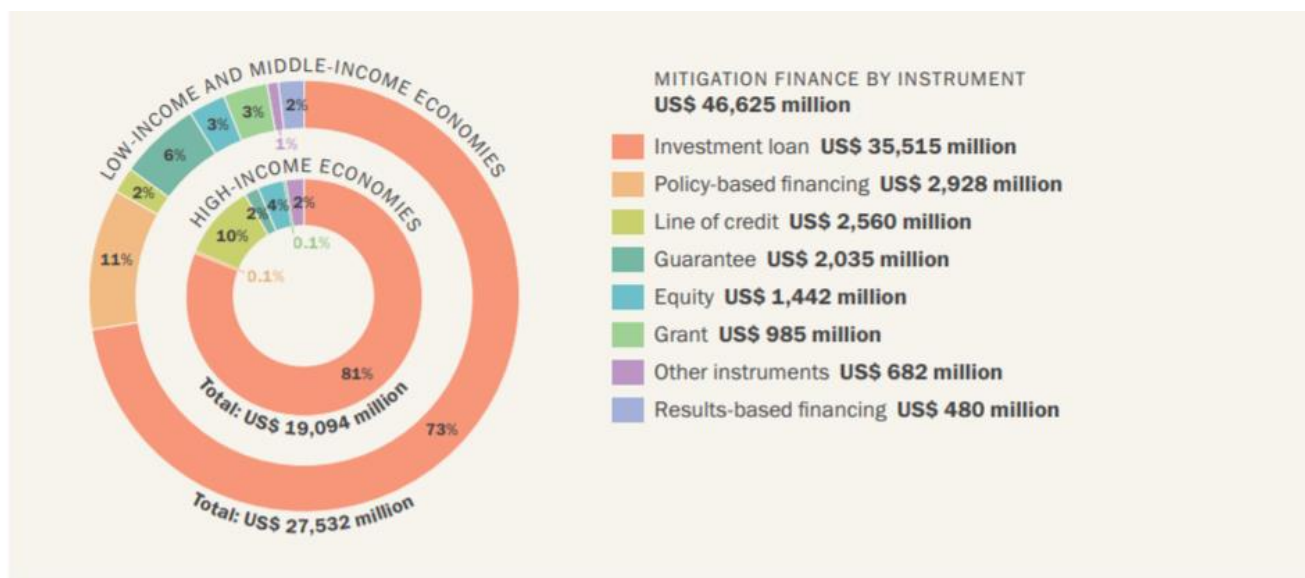 LOW-INCOME AND MIDDLE-INCOME ECONOMIES
2%
3%
3%
1%
6%
2%
11%
73%
Total: US$ 27,532 million
HIGH-INCOME ECONOMIES
2%
4%
2%
0.1%
10%
0.1%
81%
Total: US$ 19,094 million
MITIGATION FINANCE BY INSTRUMENT
US$ 46,625 million
Investment loan US$ 35,515 million
Policy-based financing US$ 2,928 million
Line of credit US$ 2,560 million
Guarantee US$ 2,035 million
Equity US$ 1,442 million
Grant US$ 985 million
Other instruments US$ 682 million
Results-based financing US$ 480 million